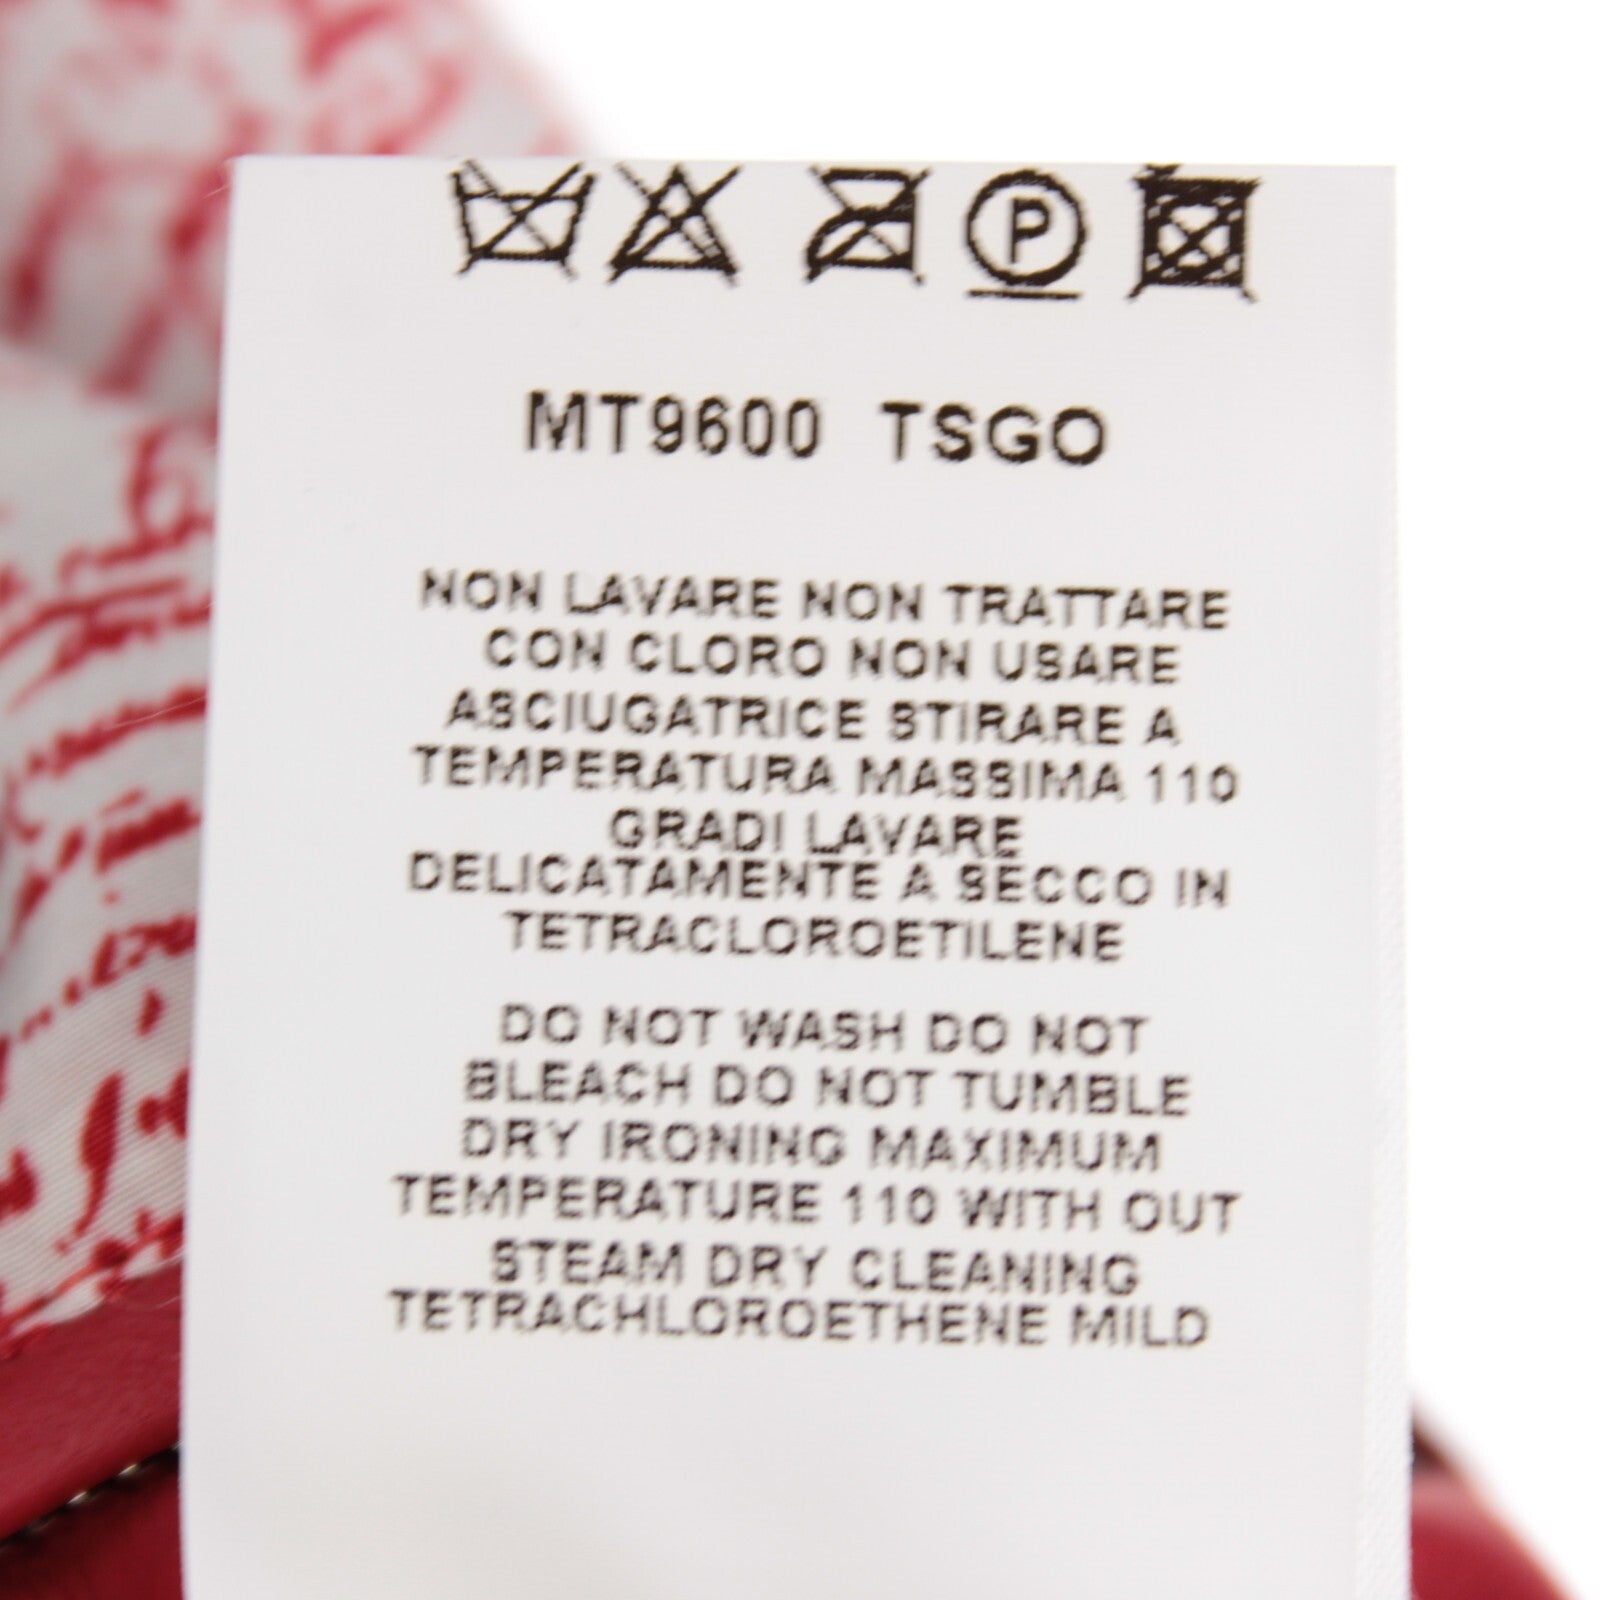 P
MT9600 TSGO
NON LAVARE NON TRATTARE
CON CLORO NON USARE
ASCIUGATRICE STIRARE A
TEMPERATURA MASSIMA 110
GRADI LAVARE
DELICATAMENTE A SECCO IN
TETRACLOROETILENE
DO NOT WASH DO NOT
BLEACH DO NOT TUMBLE
DRY IRONING MAXIMUM
TEMPERATURE 110 WITH OUT
STEAM DRY CLEANING
TETRACHLOROETHENE MILD